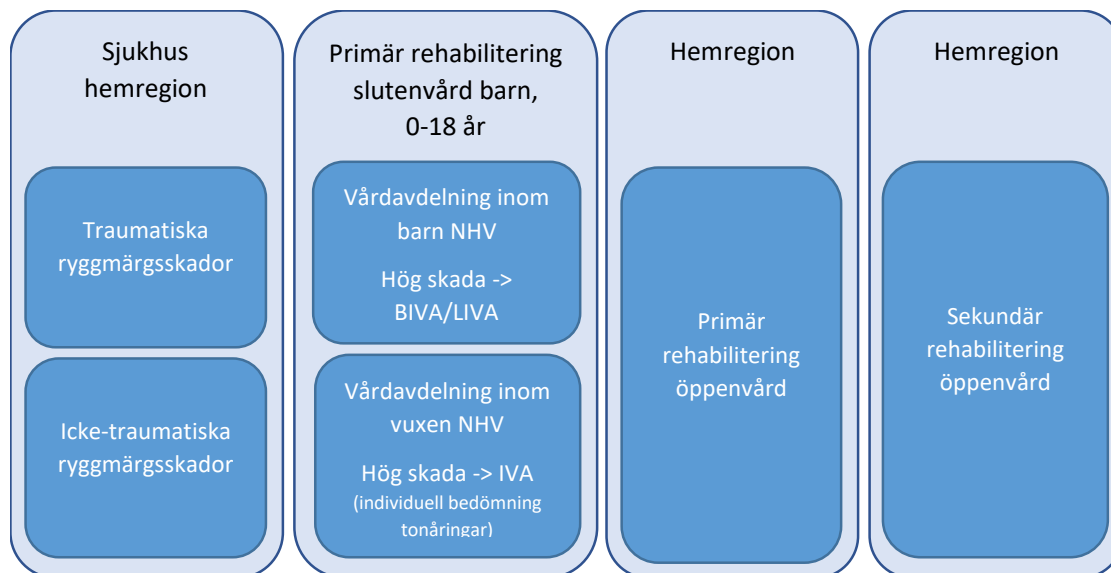 Sjukhus
hemregion
Traumatiska
ryggmärgsskador
Icke-traumatiska
ryggmärgsskador
Primär rehabilitering
slutenvård barn,
0-18 år
Vårdavdelning inom
barn NHV
Hög skada ->
BIVA/LIVA
Vårdavdelning inom
vuxen NHV
Hög skada -> IVA
(individuell bedömning
tonåringar)
Hemregion
Primär
rehabilitering
öppenvård
Hemregion
Sekundär
rehabilitering
öppenvård